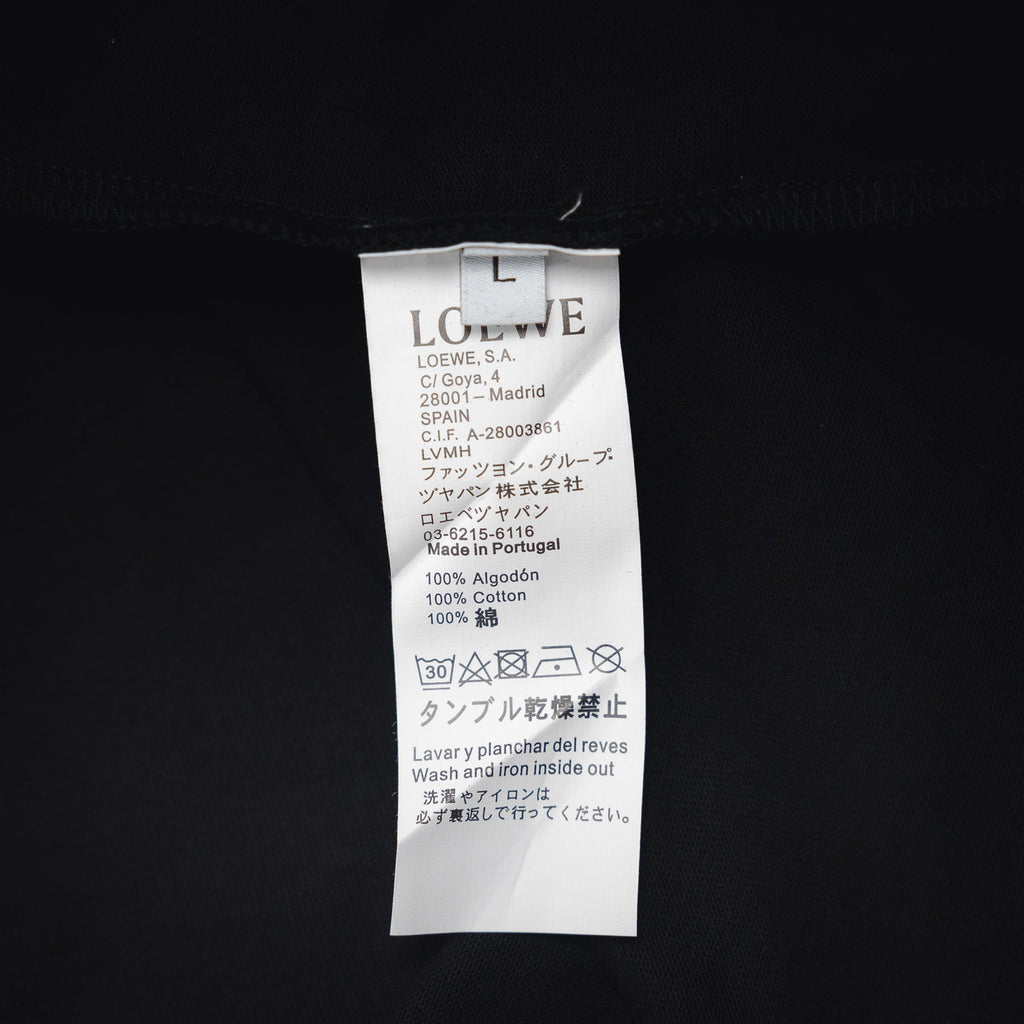 L
LOEWE
LOEWE, S.A.
C/ Goya, 4
28001－Madrid
SPAIN
C.I.F. A-28003861
LVMH
ファッツヨン・グループ
ヅヤパン株式会社
ロエベヅヤパン
03-6215-6116
Made in Portugal
100% Algodón
100% Cotton
100% 綿
30
タンブル乾燥禁止
Lavar y planchar del reves
Wash and iron inside out
洗濯やアイロンは
必ず裏返しで行ってください。